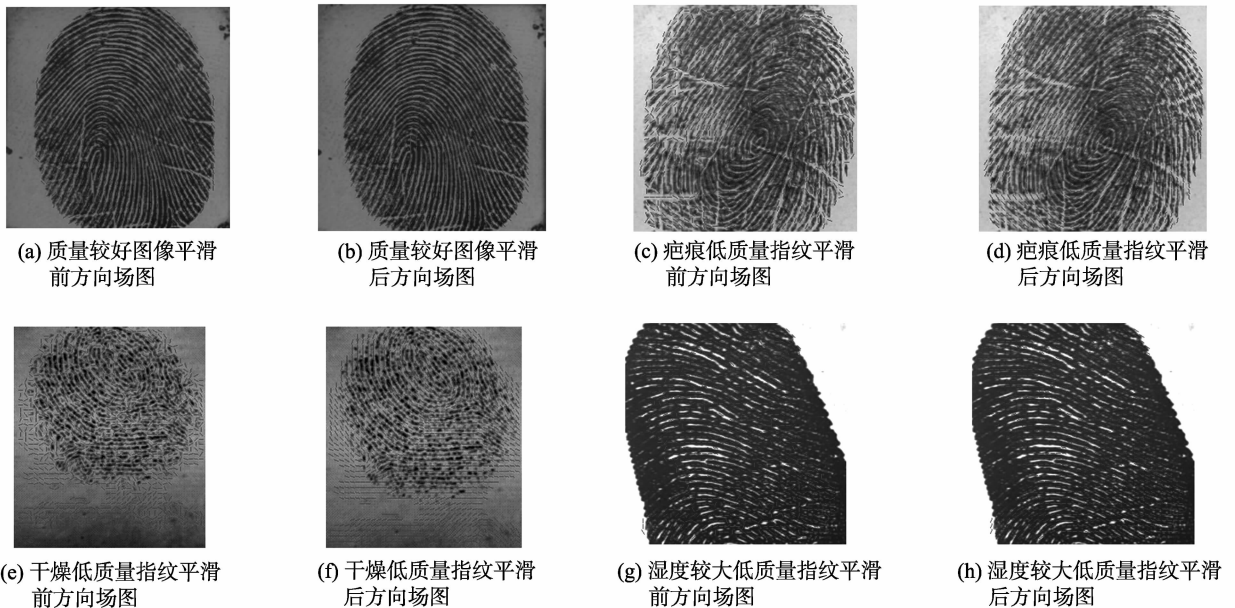 (a) 质量较好图像平滑
前方向场图
(b) 质量较好图像平滑
后方向场图
(c) 疤痕低质量指纹平滑
前方向场图
(d) 疤痕低质量指纹平滑
后方向场图
(e) 干燥低质量指纹平滑
前方向场图
(f) 干燥低质量指纹平滑
后方向场图
(g) 湿度较大低质量指纹平滑
前方向场图
(h) 湿度较大低质量指纹平滑
后方向场图